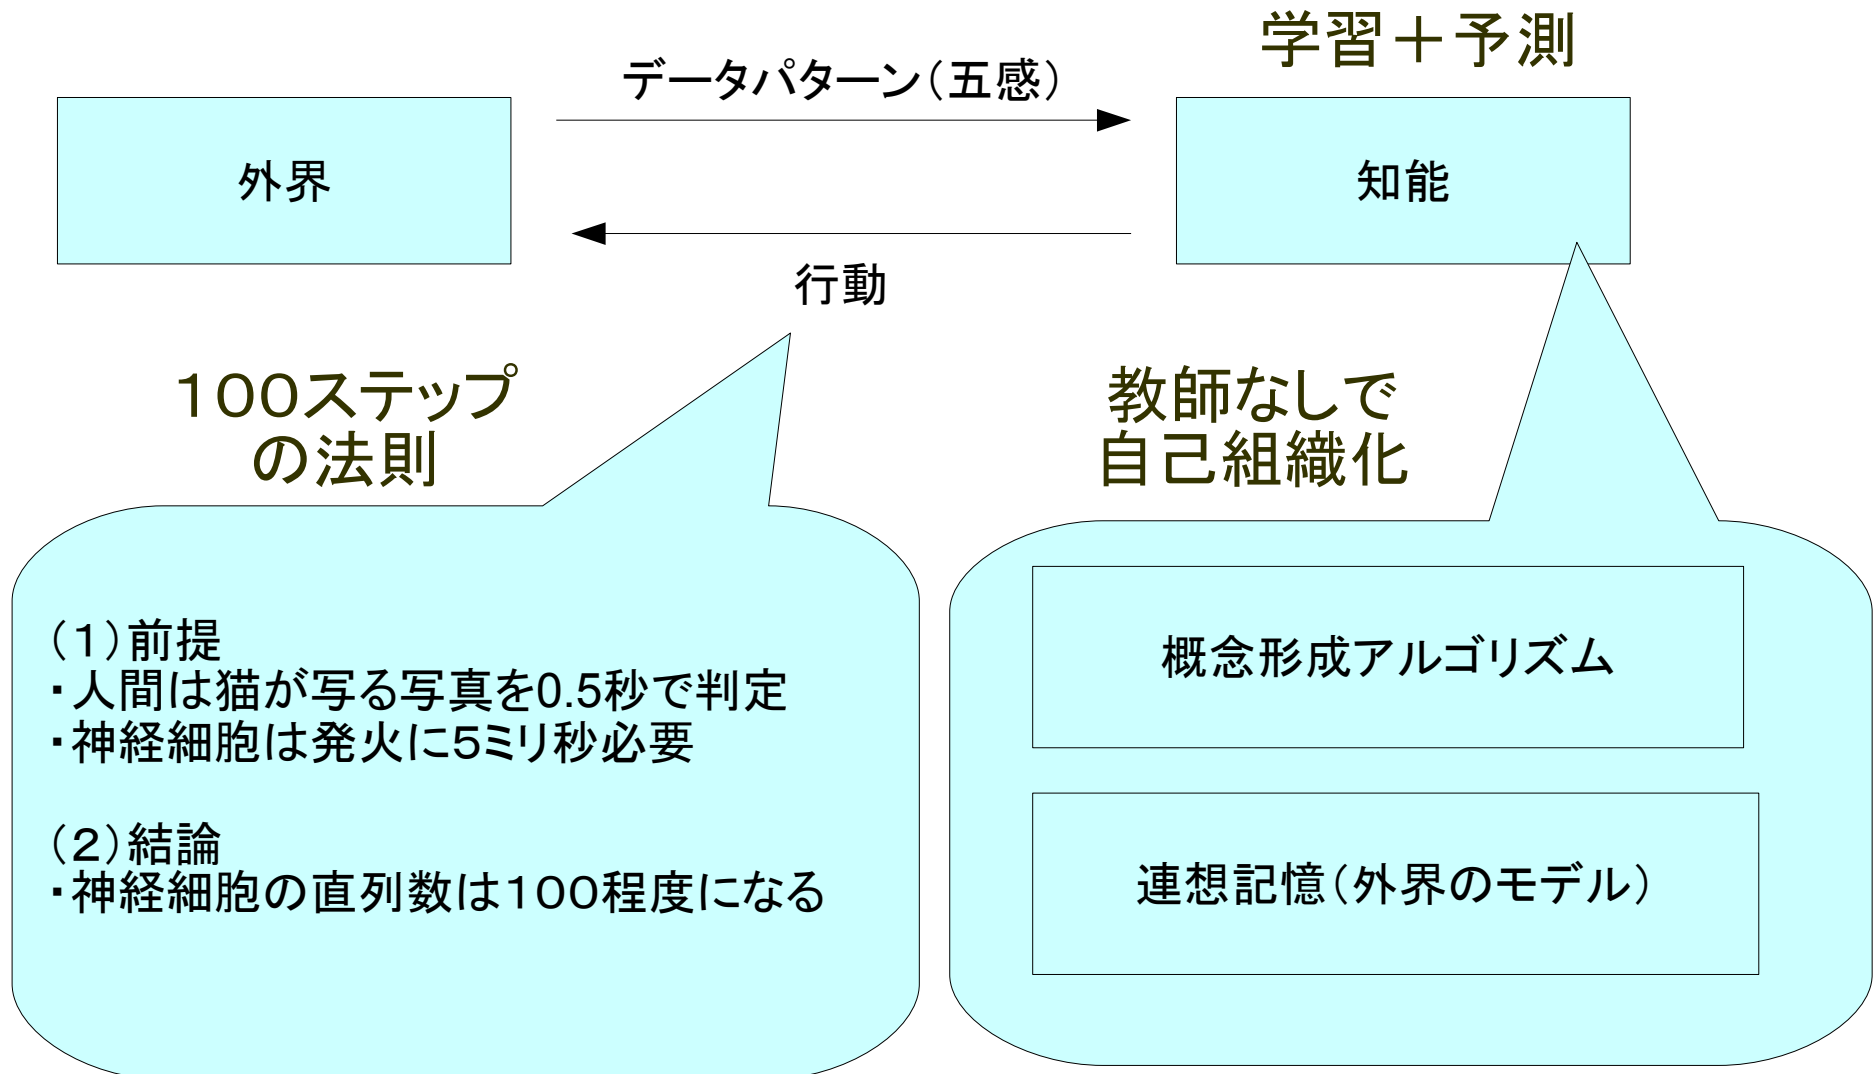 学習＋予測
データパターン（五感）
外界
知能
行動
１００ステップ
の法則
教師なしで
自己組織化
（１）前提
・人間は猫が写る写真を0.5秒で判定
・神経細胞は発火に５ミリ秒必要
（２）結論
・神経細胞の直列数は１００程度になる
概念形成アルゴリズム
連想記憶（外界のモデル）